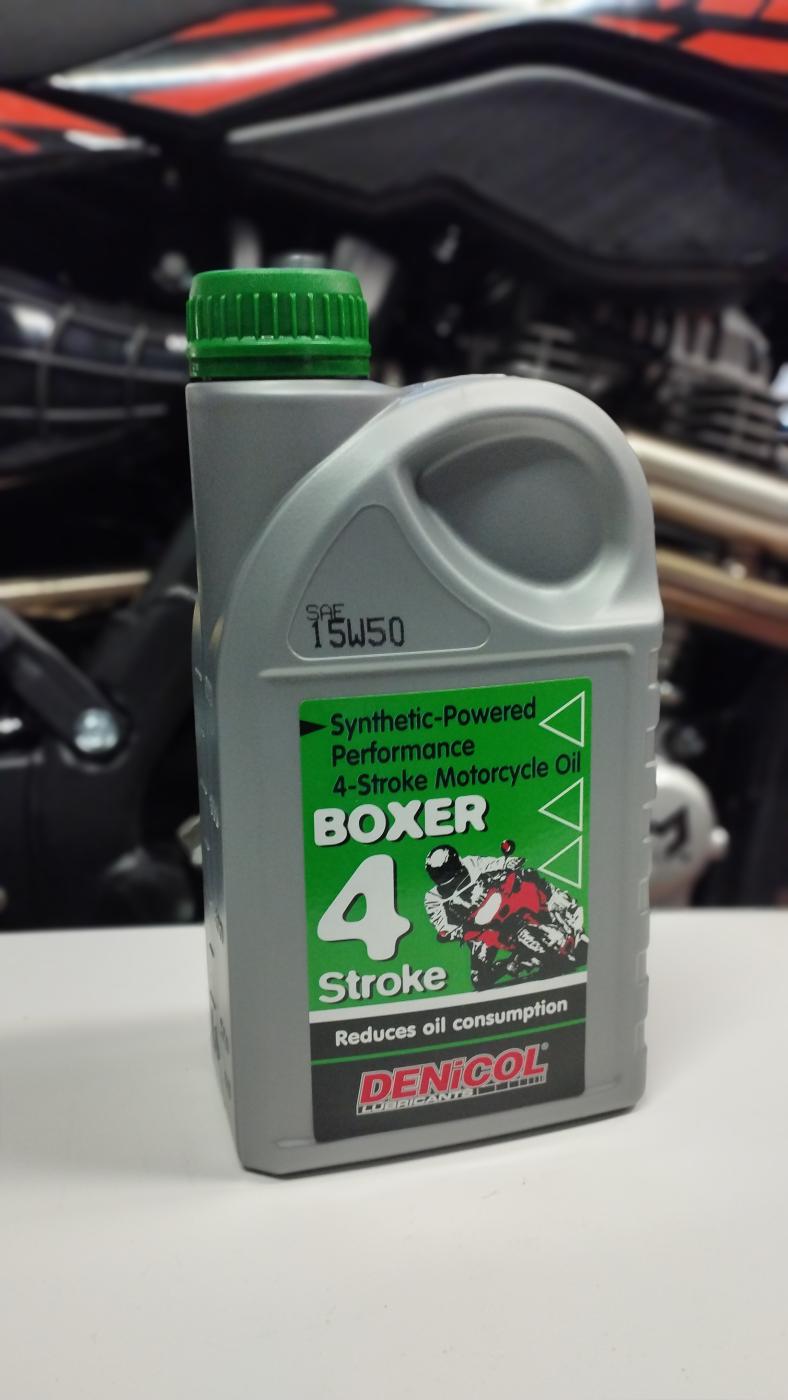 SAE
15W50
Synthetic-Powered
Performance
4-Stroke Motorcycle Oil
BOXER
4
Stroke
Reduces oil consumption
DENiCOL®
LUBRICANTS